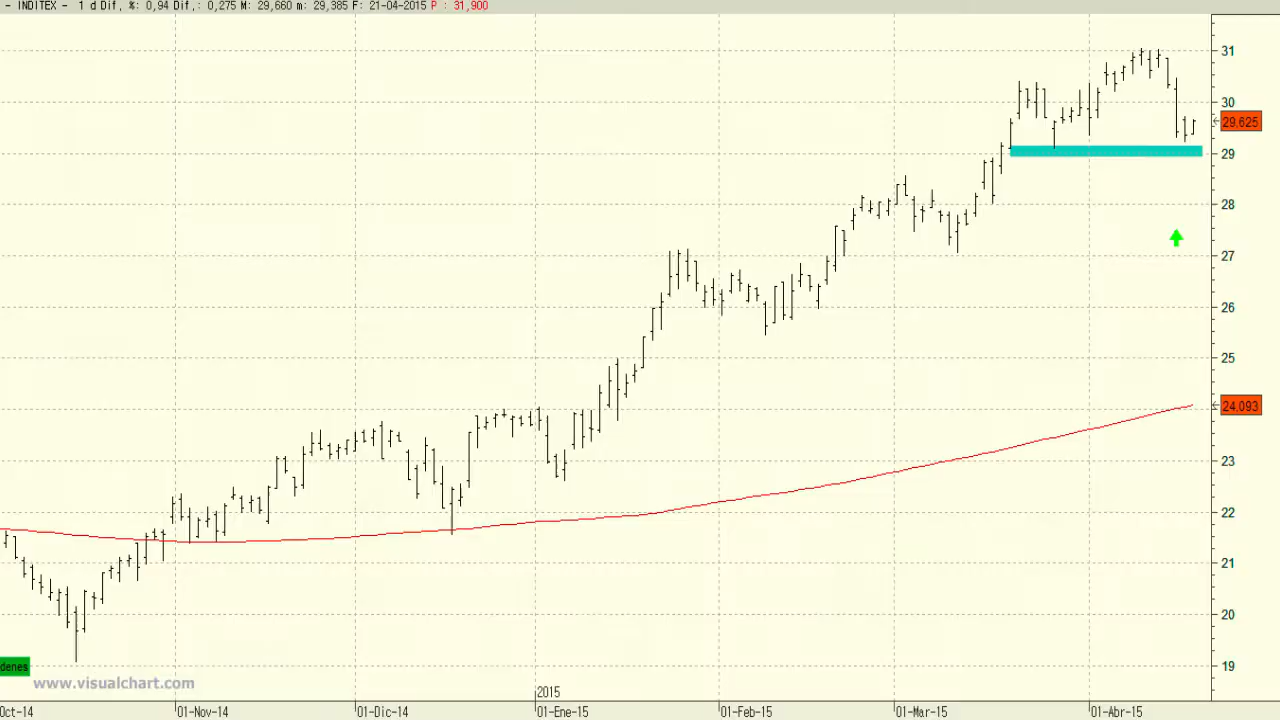 - INDITEX - 1 d Dif, %: 0,94 Dif,: 0,275 M: 29,660 m: 29,385 F: 21-04-2015 P : 31,900
31
30
29,625
29
28
27
26
25
24,093
23
22
21
20
19
denes
www.visualchart.com
2015
Oct-14
01-Nov-14
01-Dic-14
01-Ene-15
01-Feb-15
01-Mar-15
01-Abr-15